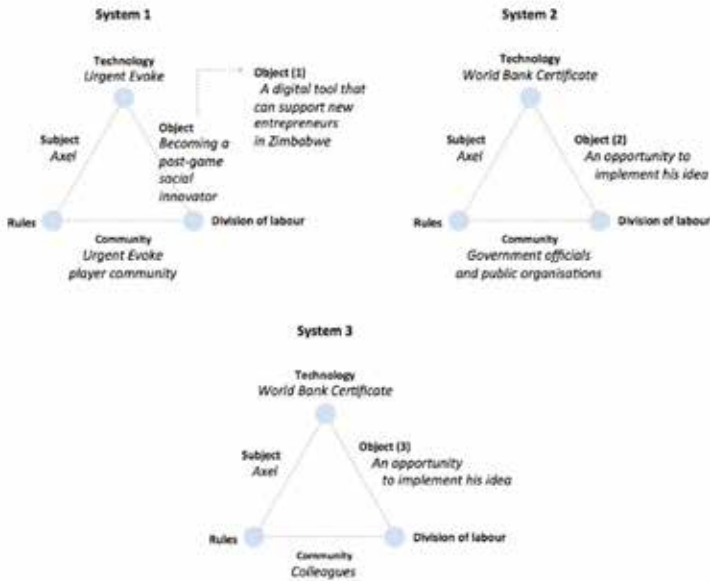 System 1
Technology
Urgent Evoke
Object (1)
A digital tool that
can support new
entrepreneurs
in Zimbabwe
Subject
Axel
Object
Becoming a
post-game
social
innovator
Rules
Division of labour
Community
Urgent Evoke
player community
System 2
Technology
World Bank Certificate
Subject
Axel
Object (2)
An opportunity to
implement his idea
Rules
Division of labour
Community
Government officials
and public organisations
System 3
Technology
World Bank Certificate
Subject
Axel
Object (3)
An opportunity
to implement his idea
Rules
Division of labour
Community
Colleagues